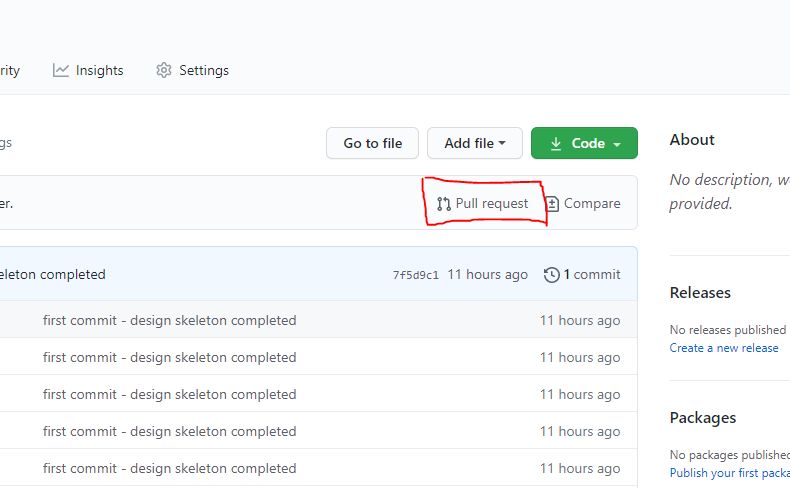 rity Insights Settings
gs Go to file Add file Code About
No description, w
provided.
er. Pull request Compare
eleton completed 7f5d9c1 11 hours ago 1 commit
Releases
first commit - design skeleton completed 11 hours ago
No releases published
Create a new release
first commit - design skeleton completed 11 hours ago
first commit - design skeleton completed 11 hours ago
Packages
first commit - design skeleton completed 11 hours ago
No packages published
first commit - design skeleton completed 11 hours ago
Publish your first packa